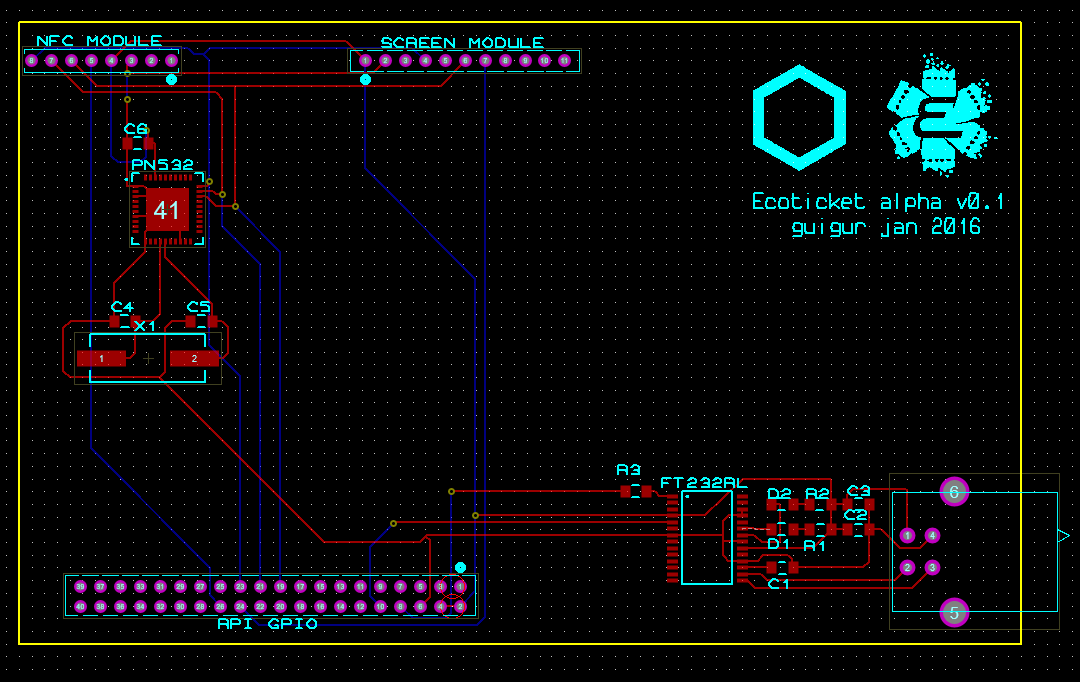 NFC MODULE
SCREEN MODULE
8 7 6 5 4 3 2 1
1 2 3 4 5 6 7 8 9 10 11
C6
PN532
41
Ecoticket alpha v0.1
guigur jan 2016
C4
C5
X1
1
2
R3
FT232RL
D2
R2
C3
C2
D1
R1
C1
6
1
4
2
3
5
39 37 35 33 31 29 27 25 23 21 19 17 15 13 11 9 7 5 3 1
40 38 36 34 32 30 28 26 24 22 20 18 16 14 12 10 8 6 4 2
RPI GPIO